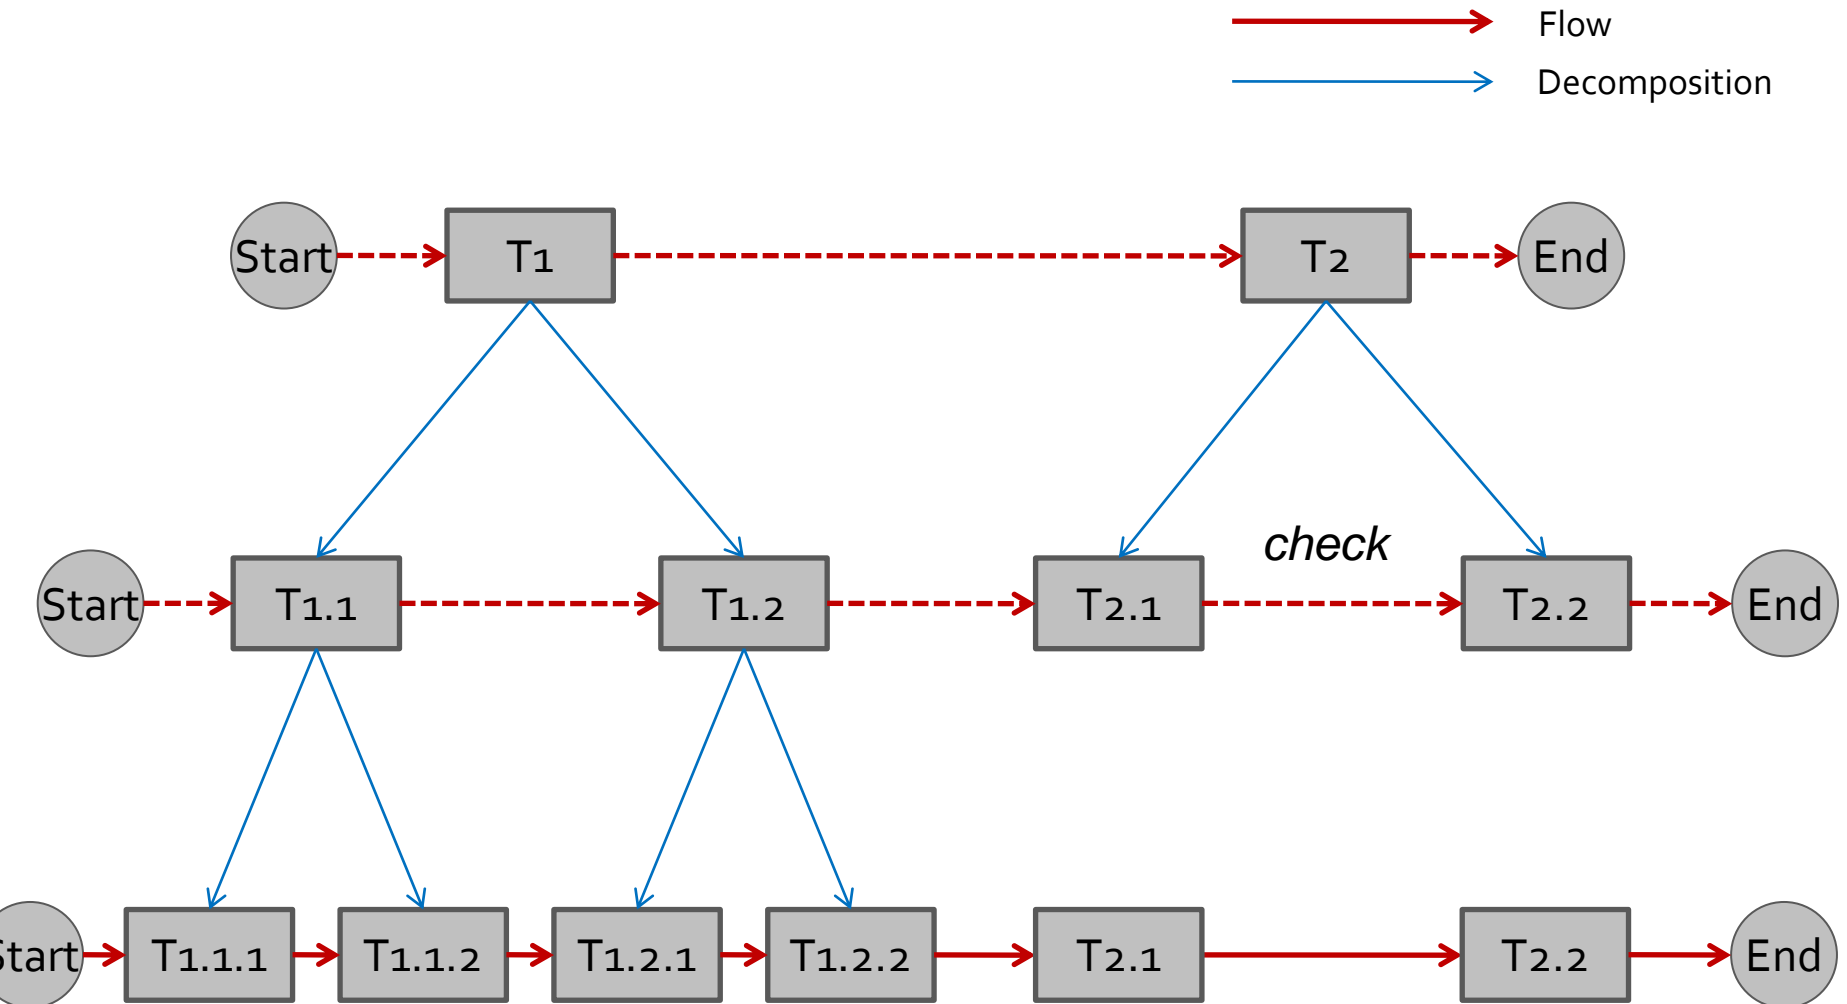 Flow
Decomposition
Start
T1
T2
End
check
Start
T1.1
T1.2
T2.1
T2.2
End
Start
T1.1.1
T1.1.2
T1.2.1
T1.2.2
T2.1
T2.2
End